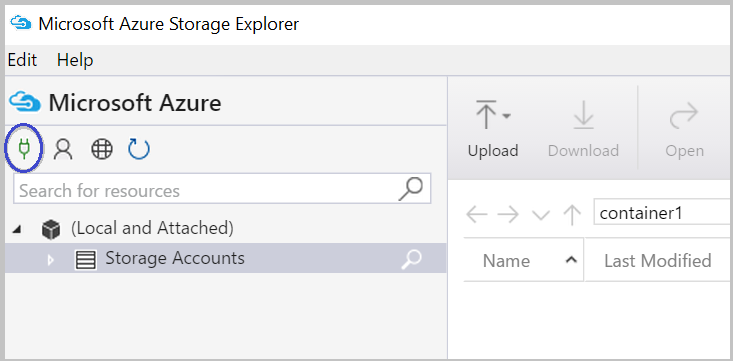 Microsoft Azure Storage Explorer
Edit Help
Microsoft Azure
Search for resources
(Local and Attached)
Storage Accounts
Upload Download Open
container1
Name Last Modified